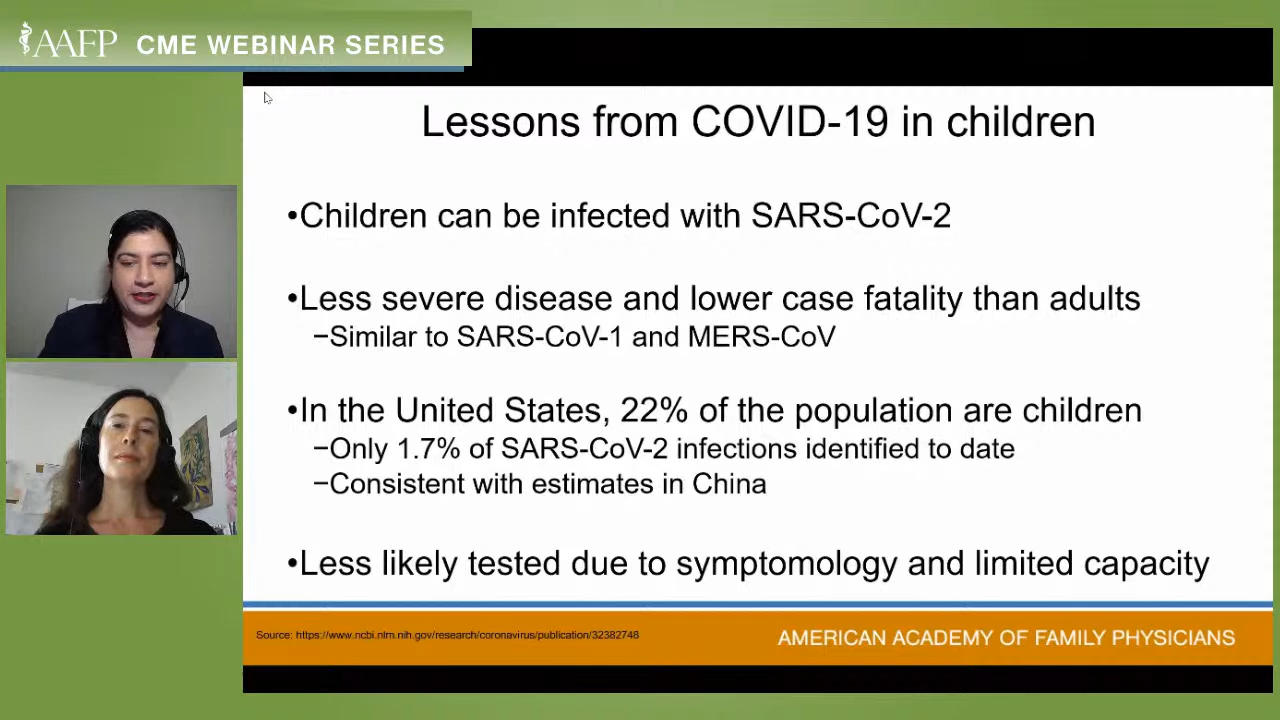 AAFP CME WEBINAR SERIES
Lessons from COVID-19 in children
•Children can be infected with SARS-CoV-2
•Less severe disease and lower case fatality than adults
–Similar to SARS-CoV-1 and MERS-CoV
•In the United States, 22% of the population are children
–Only 1.7% of SARS-CoV-2 infections identified to date
–Consistent with estimates in China
•Less likely tested due to symptomology and limited capacity
Source: https://www.ncbi.nlm.nih.gov/research/coronavirus/publication/32382748
AMERICAN ACADEMY OF FAMILY PHYSICIANS